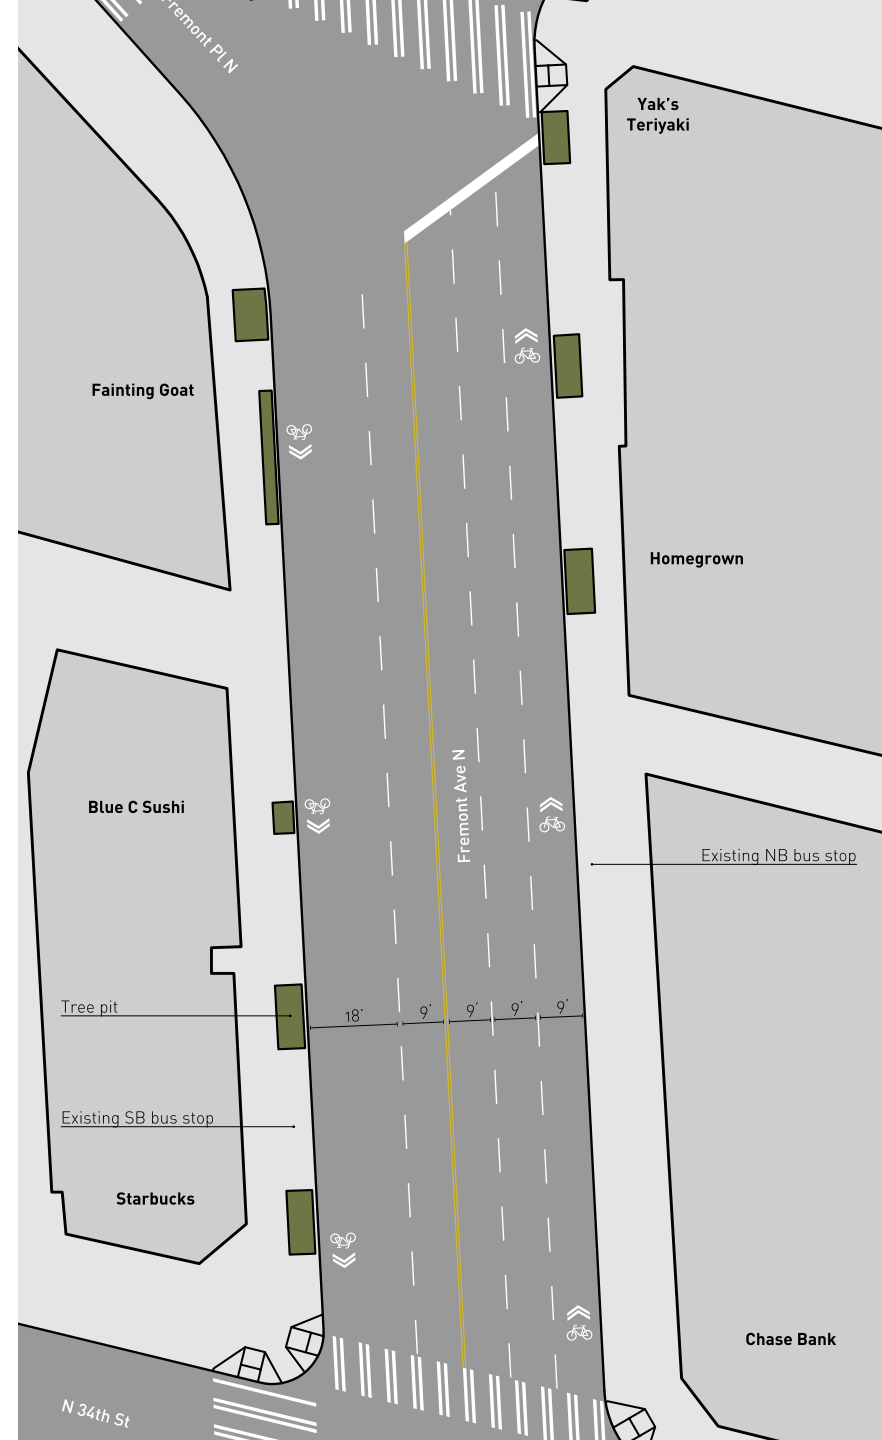 Fremont Pl N
Yak's
Teriyaki
Fainting Goat
Homegrown
Fremont Ave N
Blue C Sushi
Existing NB bus stop
Tree pit
18'
9'
9'
9'
9'
Existing SB bus stop
Starbucks
Chase Bank
N 34th St